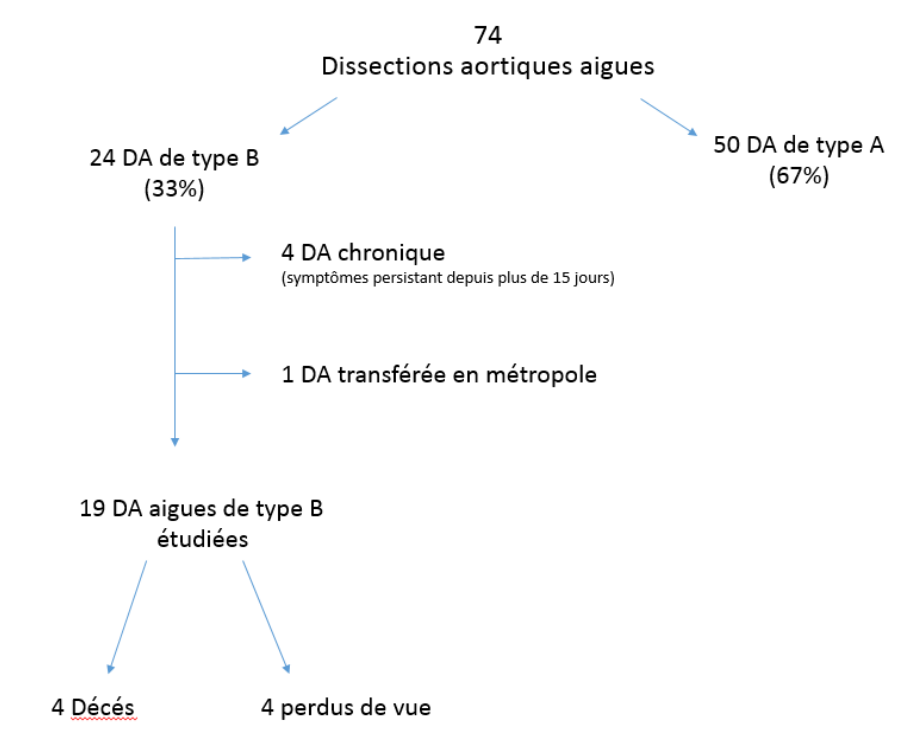 74
Dissections aortiques aigues
24 DA de type B
(33%)
50 DA de type A
(67%)
4 DA chronique
(symptômes persistant depuis plus de 15 jours)
1 DA transférée en métropole
19 DA aigues de type B
étudiées
4 Décés
4 perdus de vue